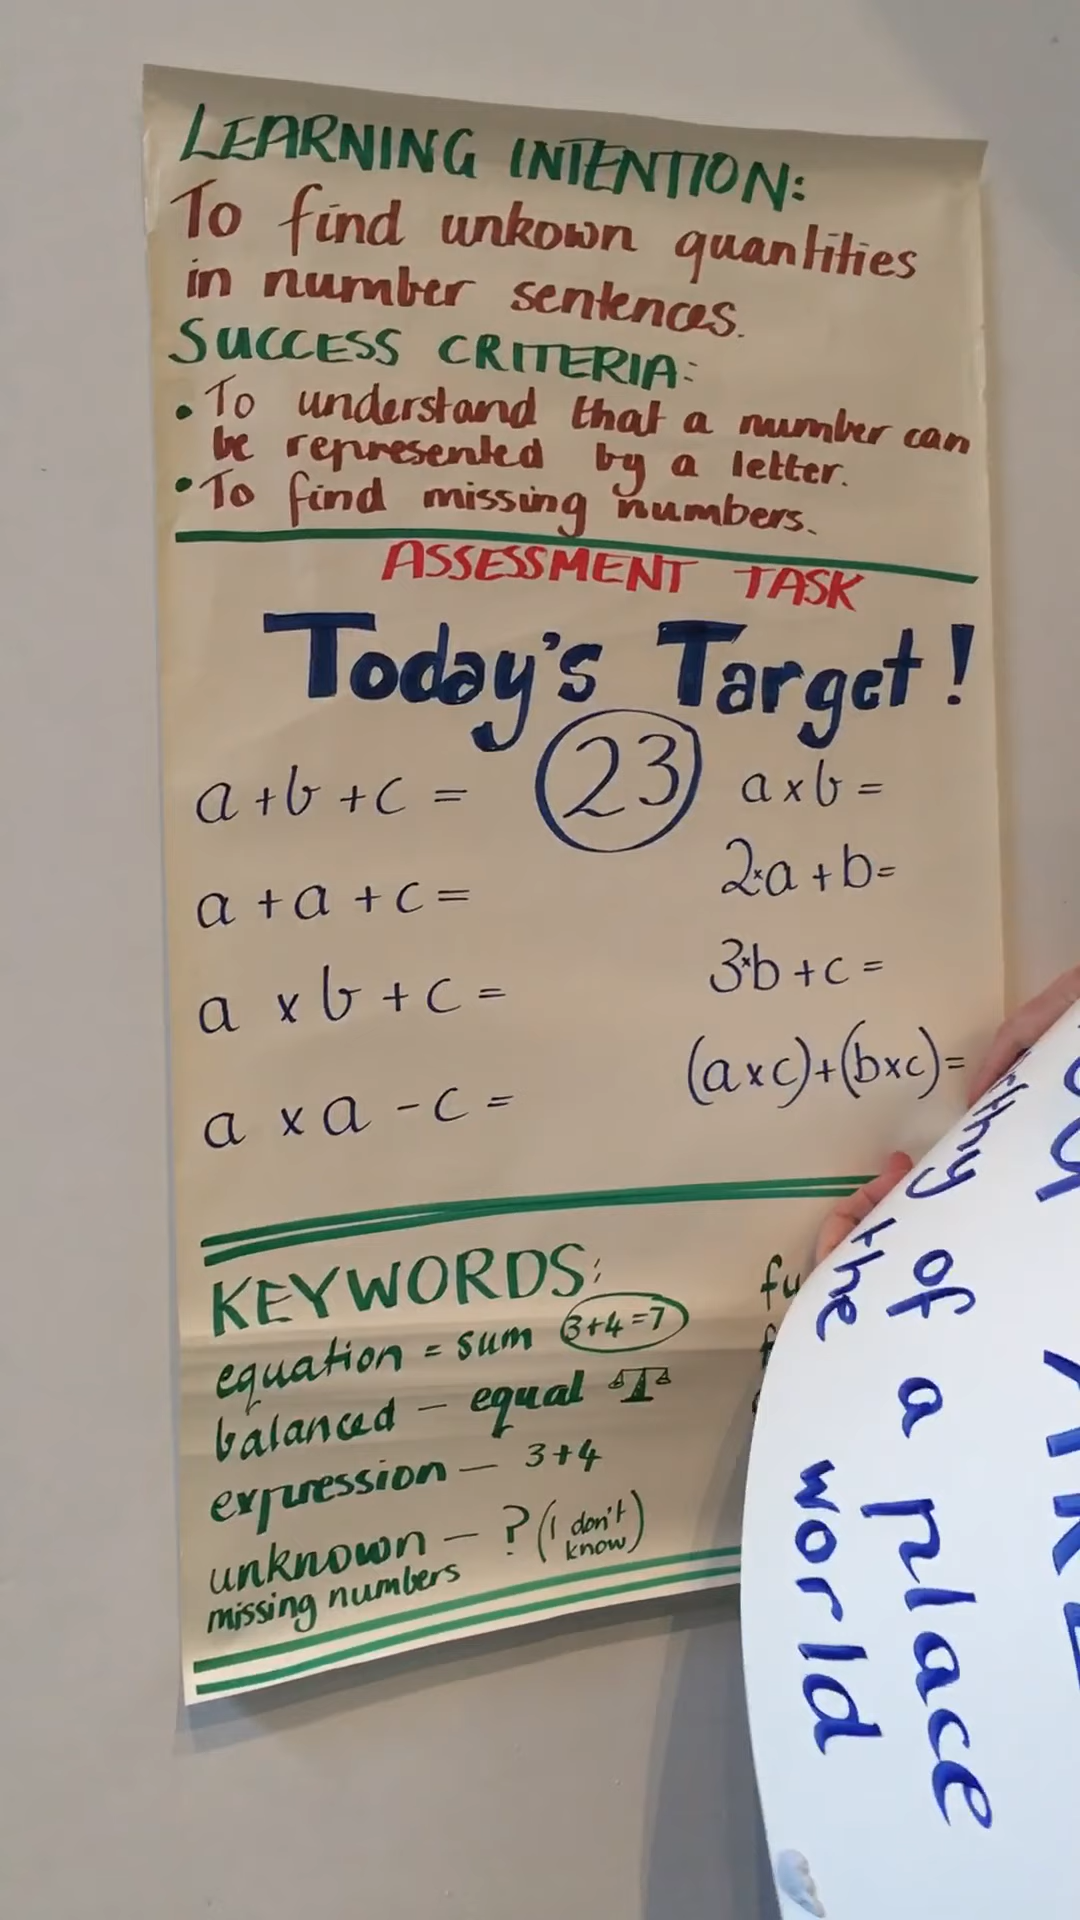 LEARNING INTENTION:
To find unkown quantities
in number sentences.
SUCCESS CRITERIA:
• To understand that a number can
be represented by a letter.
• To find missing numbers.
ASSESSMENT TASK
Today's Target!
23
a + b + c =
a + a + c =
a x b + c =
a x a - c =
a x b =
2xa + b =
3xb + c =
(a x c) + (b x c) =
KEYWORDS:
equation = sum 3+4=7
balanced - equal
expression - 3+4
unknown - ? (I don't know)
missing numbers
of a place
the world